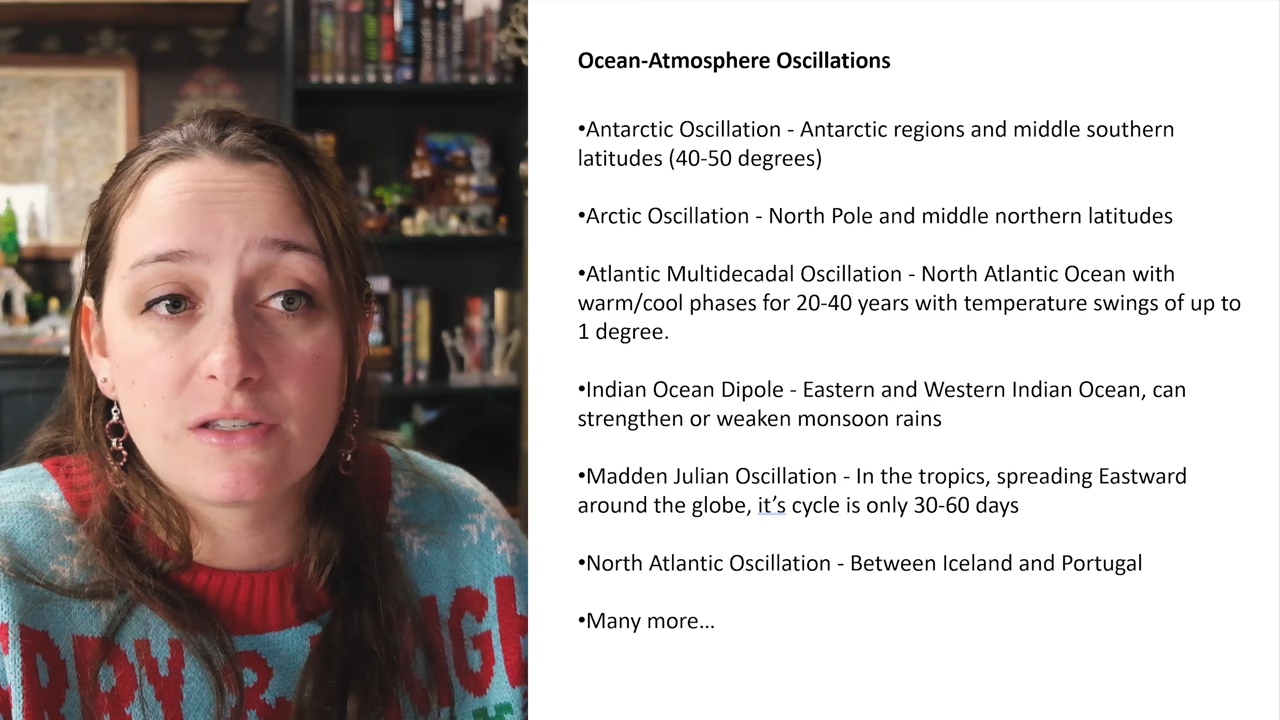 Ocean-Atmosphere Oscillations
•Antarctic Oscillation - Antarctic regions and middle southern
latitudes (40-50 degrees)
•Arctic Oscillation - North Pole and middle northern latitudes
•Atlantic Multidecadal Oscillation - North Atlantic Ocean with
warm/cool phases for 20-40 years with temperature swings of up to
1 degree.
•Indian Ocean Dipole - Eastern and Western Indian Ocean, can
strengthen or weaken monsoon rains
•Madden Julian Oscillation - In the tropics, spreading Eastward
around the globe, it’s cycle is only 30-60 days
•North Atlantic Oscillation - Between Iceland and Portugal
•Many more…